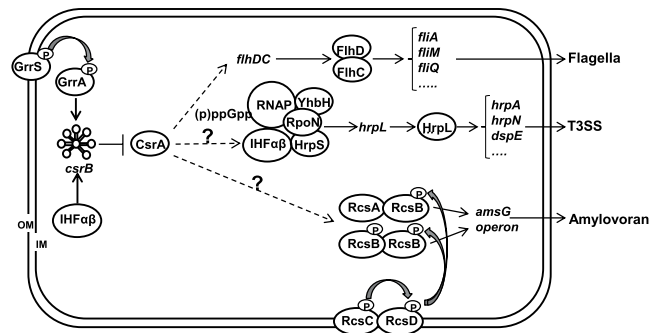 GrrS
P
GrrA
P
csrB
IHFαβ
OM
IM
CsrA
flhDC
FlhD
FlhC
fliA
fliM
fliQ
.....
Flagella
(p)ppGpp
RNAP
YhbH
RpoN
IHFαβ
HrpS
?
hrpL
HrpL
hrpA
hrpN
dspE
....
T3SS
?
RcsA
RcsB
P
RcsB
P
RcsB
P
amsG
operon
Amylovoran
RcsC
P
RcsD
P